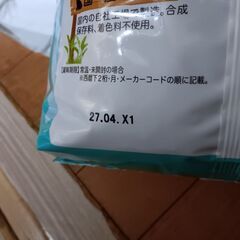 国内の自社工場で製造。合成
保存料、着色料不使用。
【賞味期限】常温・未開封の場合
※西暦下2桁・月・メーカーコードの順に記載。
27.04.X1